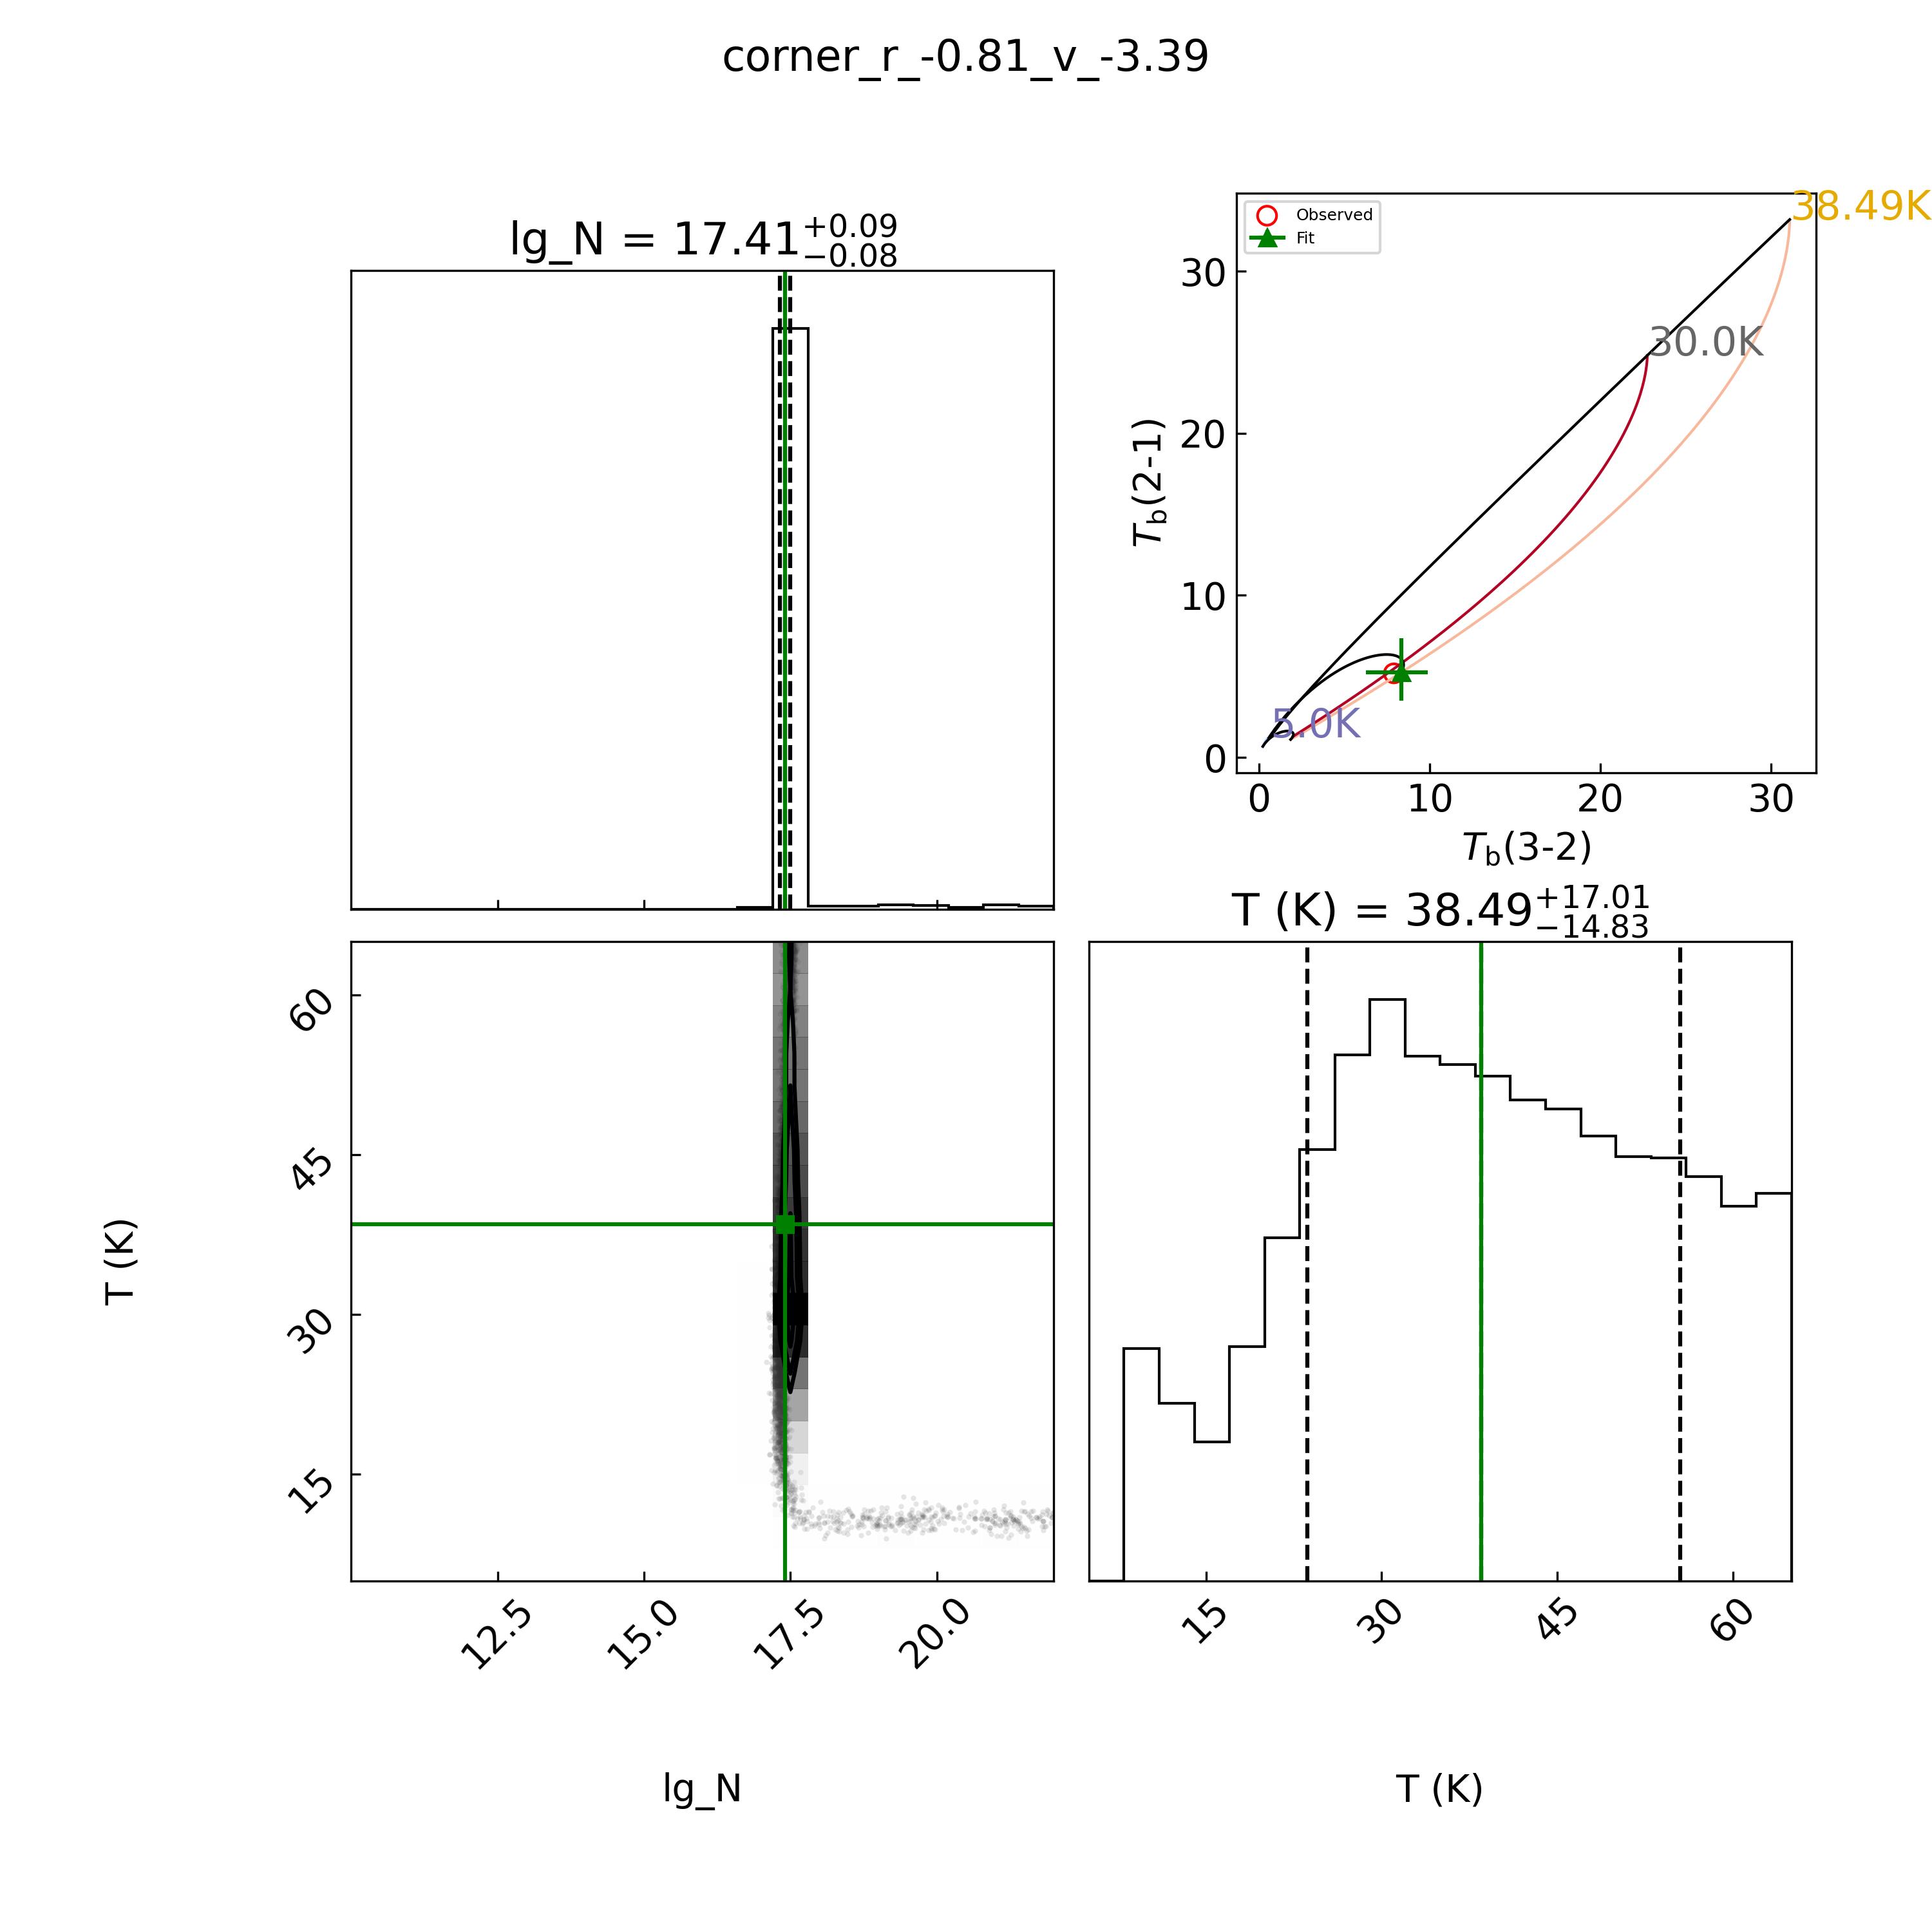 corner_r_-0.81_v_-3.39
lg_N = 17.41+0.09−0.08
Observed
Fit
38.49K
30.0K
5.0K
30
20
10
0
Tb(2-1)
0 10 20 30
Tb(3-2)
T (K) = 38.49+17.01−14.83
60
45
30
15
T (K)
12.5 15.0 17.5 20.0
lg_N
15 30 45 60
T (K)